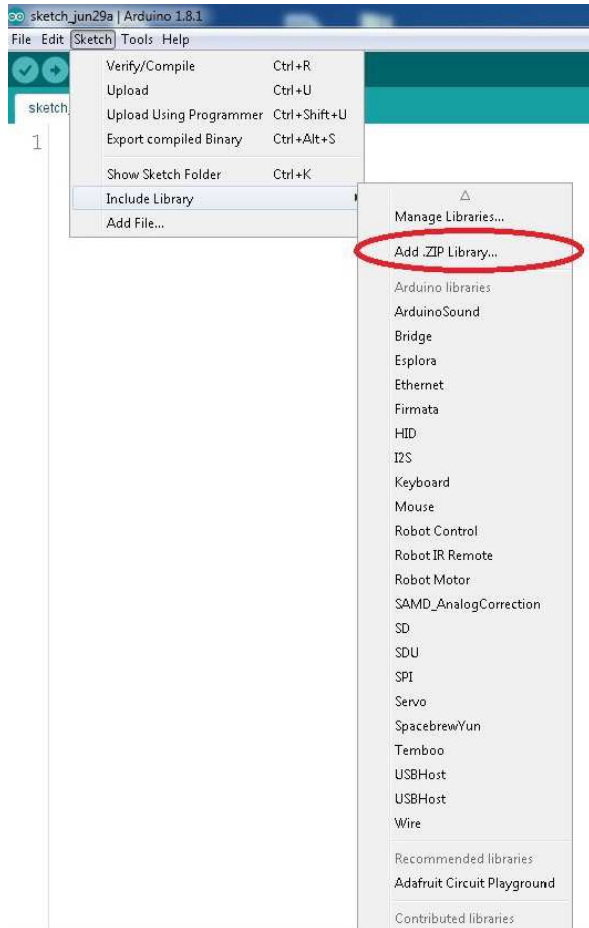 sketch_jun29a | Arduino 1.8.1
File Edit Sketch Tools Help
Verify/Compile Ctrl+R
Upload Ctrl+U
sketch_
Upload Using Programmer Ctrl+Shift+U
1
Export compiled Binary Ctrl+Alt+S
Show Sketch Folder Ctrl+K
Include Library
Add File...
Manage Libraries...
Add .ZIP Library...
Arduino libraries
ArduinoSound
Bridge
Esplora
Ethernet
Firmata
HID
I2S
Keyboard
Mouse
Robot Control
Robot IR Remote
Robot Motor
SAMD_AnalogCorrection
SD
SDU
SPI
Servo
SpacebrewYun
Temboo
USBHost
USBHost
Wire
Recommended libraries
Adafruit Circuit Playground
Contributed libraries